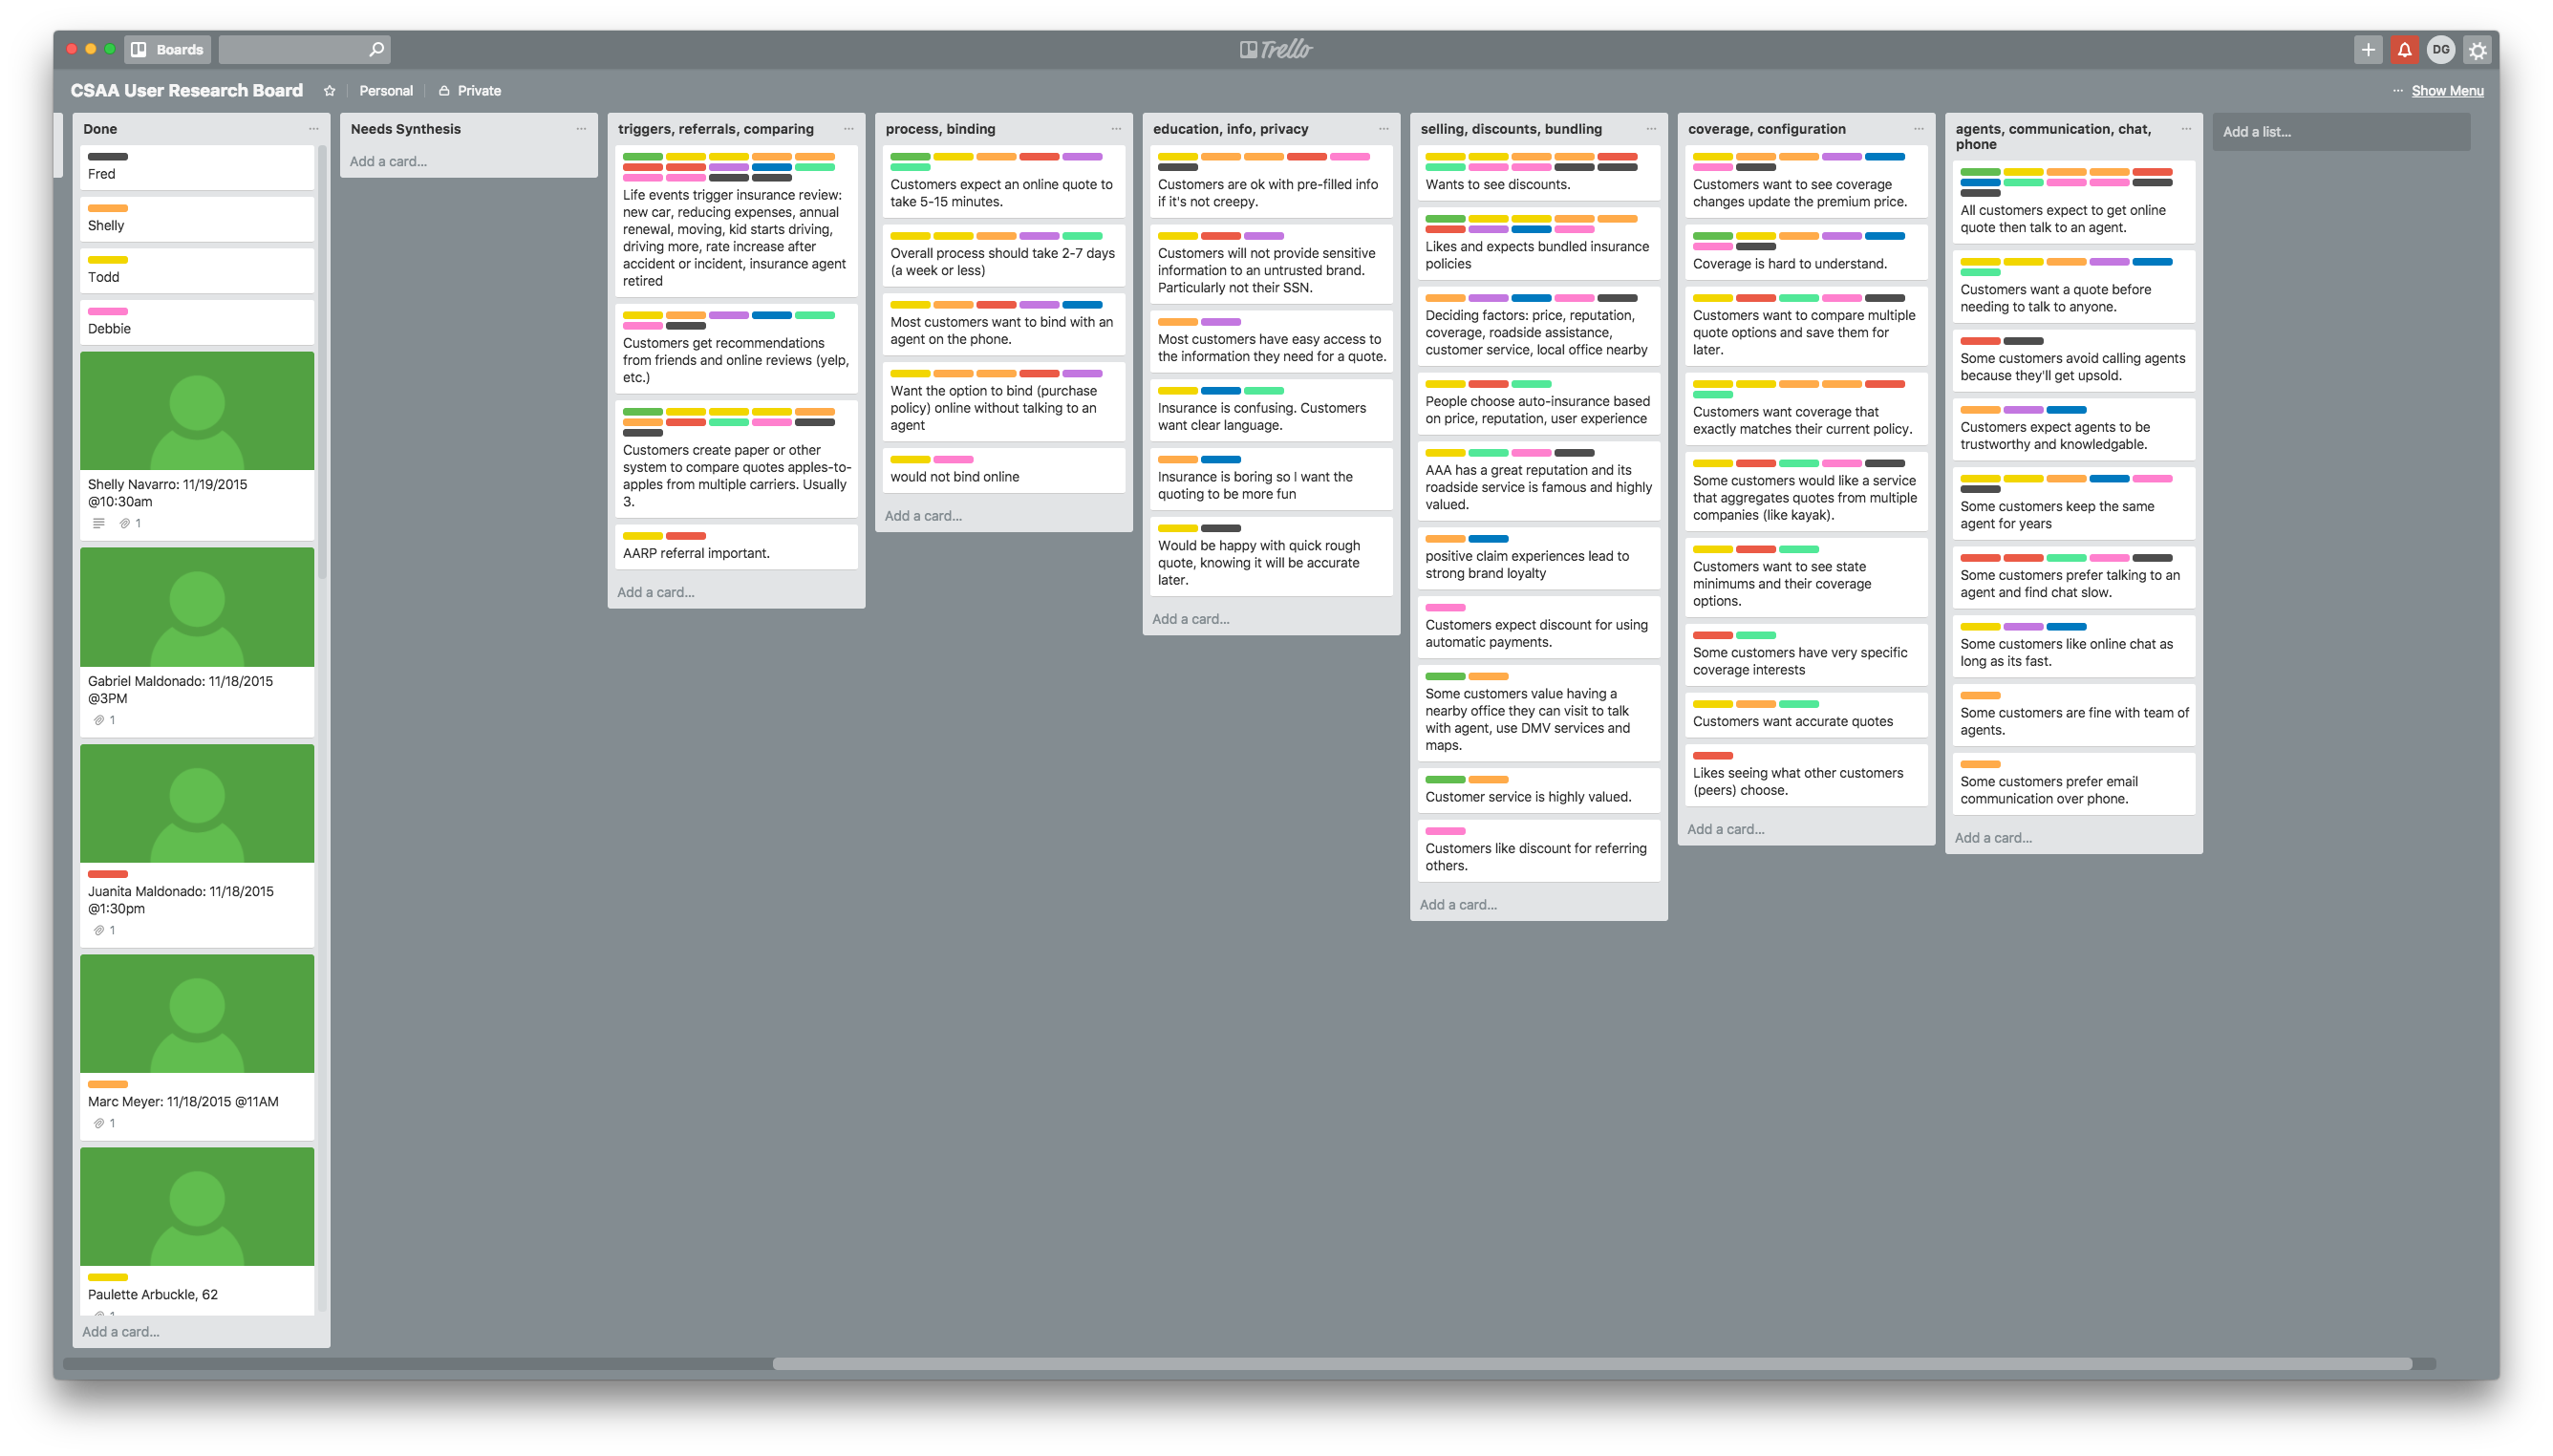 Boards
Trello
DG
CSAA User Research Board
Personal
Private
Show Menu
Done
Fred
Shelly
Todd
Debbie
Shelly Navarro: 11/19/2015
@10:30am
1
Gabriel Maldonado: 11/18/2015
@3PM
1
Juanita Maldonado: 11/18/2015
@1:30pm
1
Marc Meyer: 11/18/2015 @11AM
1
Paulette Arbuckle, 62
1
Add a card...
Needs Synthesis
Add a card...
triggers, referrals, comparing
Life events trigger insurance review:
new car, reducing expenses, annual
renewal, moving, kid starts driving,
driving more, rate increase after
accident or incident, insurance agent
retired
Customers get recommendations
from friends and online reviews (yelp,
etc.)
Customers create paper or other
system to compare quotes apples-to-
apples from multiple carriers. Usually
3.
AARP referral important.
Add a card...
process, binding
Customers expect an online quote to
take 5-15 minutes.
Overall process should take 2-7 days
(a week or less)
Most customers want to bind with an
agent on the phone.
Want the option to bind (purchase
policy) online without talking to an
agent
would not bind online
Add a card...
education, info, privacy
Customers are ok with pre-filled info
if it's not creepy.
Customers will not provide sensitive
information to an untrusted brand.
Particularly not their SSN.
Most customers have easy access to
the information they need for a quote.
Insurance is confusing. Customers
want clear language.
Insurance is boring so I want the
quoting to be more fun
Would be happy with quick rough
quote, knowing it will be accurate
later.
Add a card...
selling, discounts, bundling
Wants to see discounts.
Likes and expects bundled insurance
policies
Deciding factors: price, reputation,
coverage, roadside assistance,
customer service, local office nearby
People choose auto-insurance based
on price, reputation, user experience
AAA has a great reputation and its
roadside service is famous and highly
valued.
positive claim experiences lead to
strong brand loyalty
Customers expect discount for using
automatic payments.
Some customers value having a
nearby office they can visit to talk
with agent, use DMV services and
maps.
Customer service is highly valued.
Customers like discount for referring
others.
Add a card...
coverage, configuration
Customers want to see coverage
changes update the premium price.
Coverage is hard to understand.
Customers want to compare multiple
quote options and save them for
later.
Customers want coverage that
exactly matches their current policy.
Some customers would like a service
that aggregates quotes from multiple
companies (like kayak).
Customers want to see state
minimums and their coverage
options.
Some customers have very specific
coverage interests
Customers want accurate quotes
Likes seeing what other customers
(peers) choose.
Add a card...
agents, communication, chat,
phone
All customers expect to get online
quote then talk to an agent.
Customers want a quote before
needing to talk to anyone.
Some customers avoid calling agents
because they'll get upsold.
Customers expect agents to be
trustworthy and knowledgable.
Some customers keep the same
agent for years
Some customers prefer talking to an
agent and find chat slow.
Some customers like online chat as
long as its fast.
Some customers are fine with team of
agents.
Some customers prefer email
communication over phone.
Add a card...
Add a list...